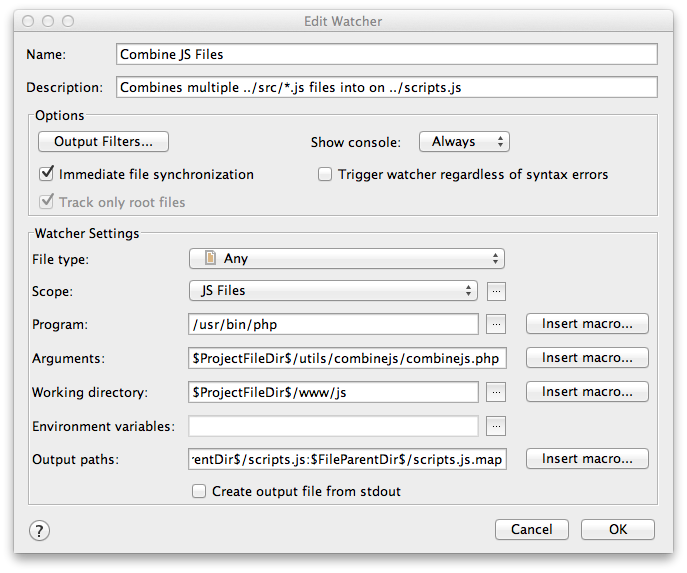 Edit Watcher
Name: Combine JS Files
Description: Combines multiple ../src/*.js files into on ../scripts.js
Options
Output Filters... Show console: Always
Immediate file synchronization Trigger watcher regardless of syntax errors
Track only root files
Watcher Settings
File type: Any
Scope: JS Files ...
Program: /usr/bin/php ... Insert macro...
Arguments: $ProjectFileDir$/utils/combinejs/combinejs.php Insert macro...
Working directory: $ProjectFileDir$/www/js ... Insert macro...
Environment variables: ...
Output paths: rentDir$/scripts.js:$FileParentDir$/scripts.js.map Insert macro...
Create output file from stdout
? Cancel OK